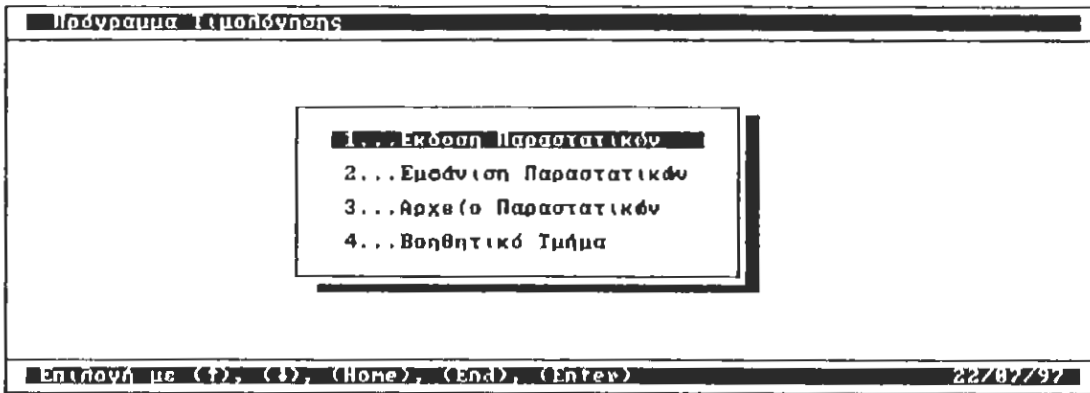 Πρόγραμμα Τιμολόγησης
1...Εκδοση Παραστατικών
2...Εμφάνιση Παραστατικών
3...Αρχείο Παραστατικών
4...Βοηθητικό Τμήμα
Επιλογή με (↑), (↓), (Home), (End), (Enter) 22/07/97